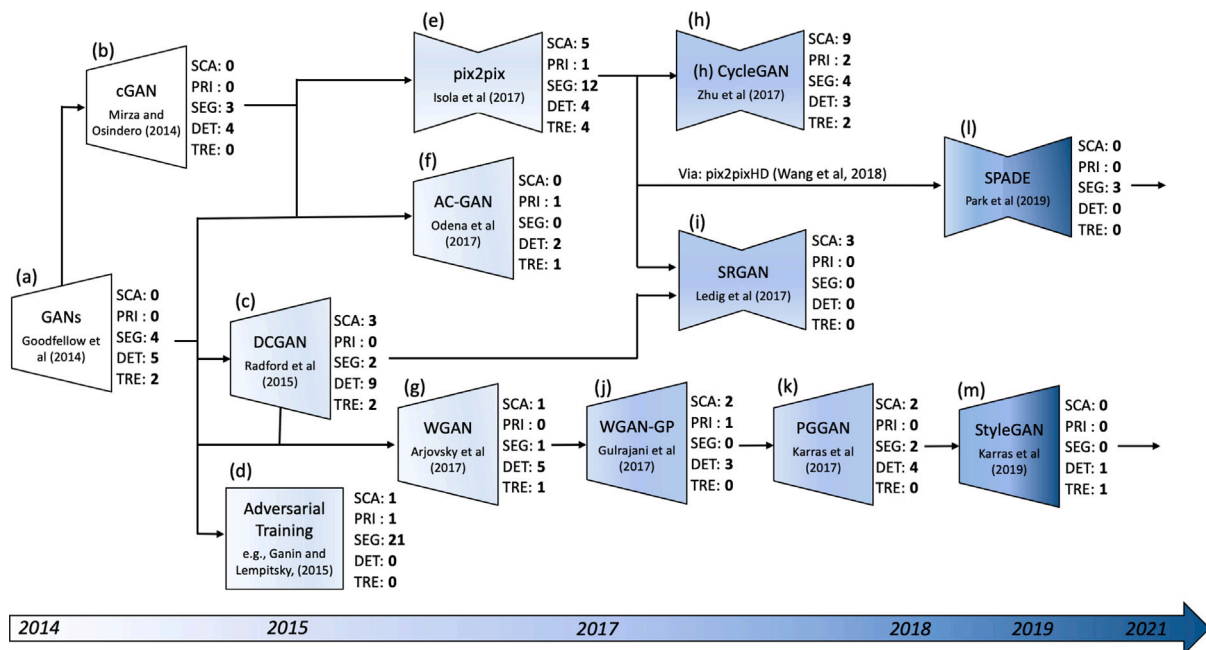 (a)
GANs
Goodfellow
et al (2014)
SCA: 0
PRI : 0
SEG: 4
DET: 5
TRE: 2
(b)
cGAN
Mirza and
Osindero
(2014)
SCA: 0
PRI : 0
SEG: 3
DET: 4
TRE: 0
(c)
DCGAN
Radford et al
(2015)
SCA: 3
PRI : 0
SEG: 2
DET: 9
TRE: 2
(d)
Adversarial
Training
e.g., Ganin and
Lempitsky, (2015)
SCA: 1
PRI : 1
SEG: 21
DET: 0
TRE: 0
(e)
pix2pix
Isola et al (2017)
SCA: 5
PRI : 1
SEG: 12
DET: 4
TRE: 4
(f)
AC-GAN
Odena et al
(2017)
SCA: 0
PRI : 1
SEG: 0
DET: 2
TRE: 1
(g)
WGAN
Arjovsky et al
(2017)
SCA: 1
PRI : 0
SEG: 1
DET: 5
TRE: 1
(h)
(h) CycleGAN
Zhu et al (2017)
SCA: 9
PRI : 2
SEG: 4
DET: 3
TRE: 2
Via: pix2pixHD (Wang et al, 2018)
(i)
SRGAN
Ledig et al (2017)
SCA: 3
PRI : 0
SEG: 0
DET: 0
TRE: 0
(j)
WGAN-GP
Gulrajani et al
(2017)
SCA: 2
PRI : 1
SEG: 0
DET: 3
TRE: 0
(k)
PGGAN
Karras et al
(2017)
SCA: 2
PRI : 0
SEG: 2
DET: 4
TRE: 0
(l)
SPADE
Park et al (2019)
SCA: 0
PRI : 0
SEG: 3
DET: 0
TRE: 0
(m)
StyleGAN
Karras et al
(2019)
SCA: 0
PRI : 0
SEG: 0
DET: 1
TRE: 1
2014 2015 2017 2018 2019 2021